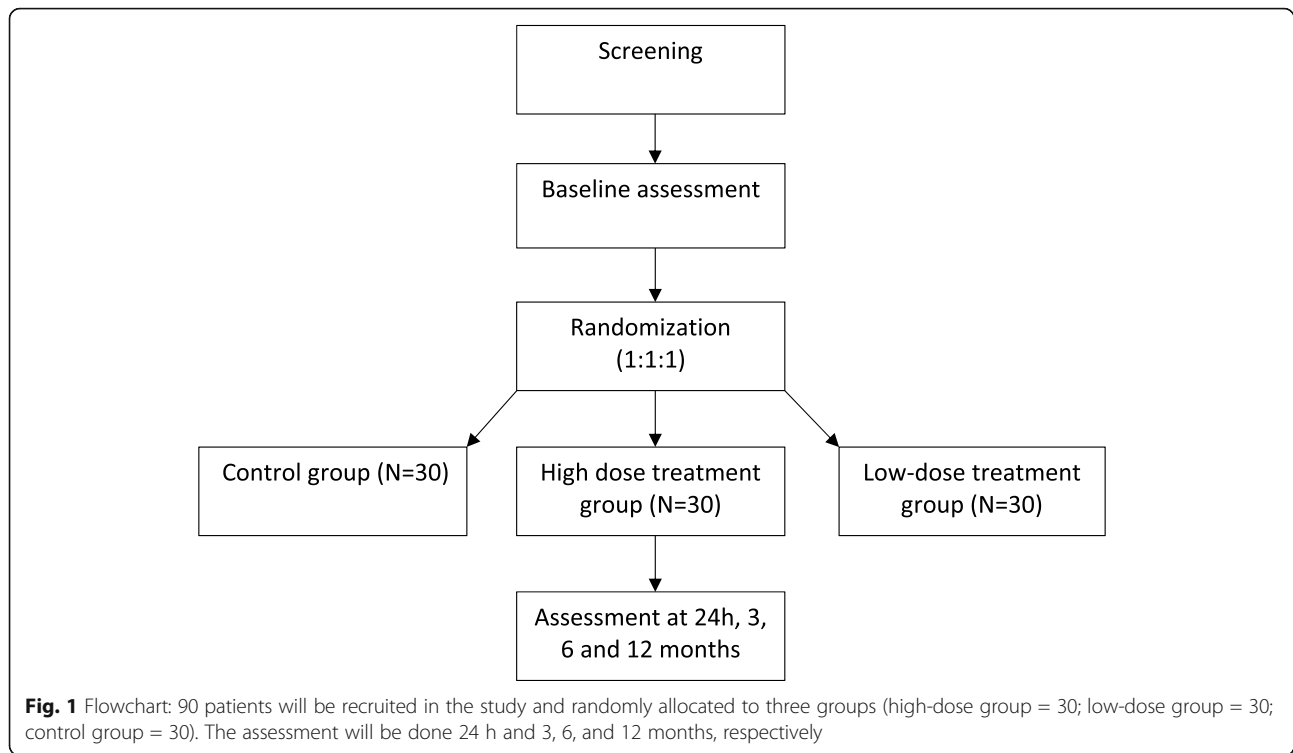 Screening
Baseline assessment
Randomization
(1:1:1)
Control group (N=30)
High dose treatment
group (N=30)
Low-dose treatment
group (N=30)
Assessment at 24h, 3,
6 and 12 months
Fig. 1 Flowchart: 90 patients will be recruited in the study and randomly allocated to three groups (high-dose group = 30; low-dose group = 30;
control group = 30). The assessment will be done 24 h and 3, 6, and 12 months, respectively